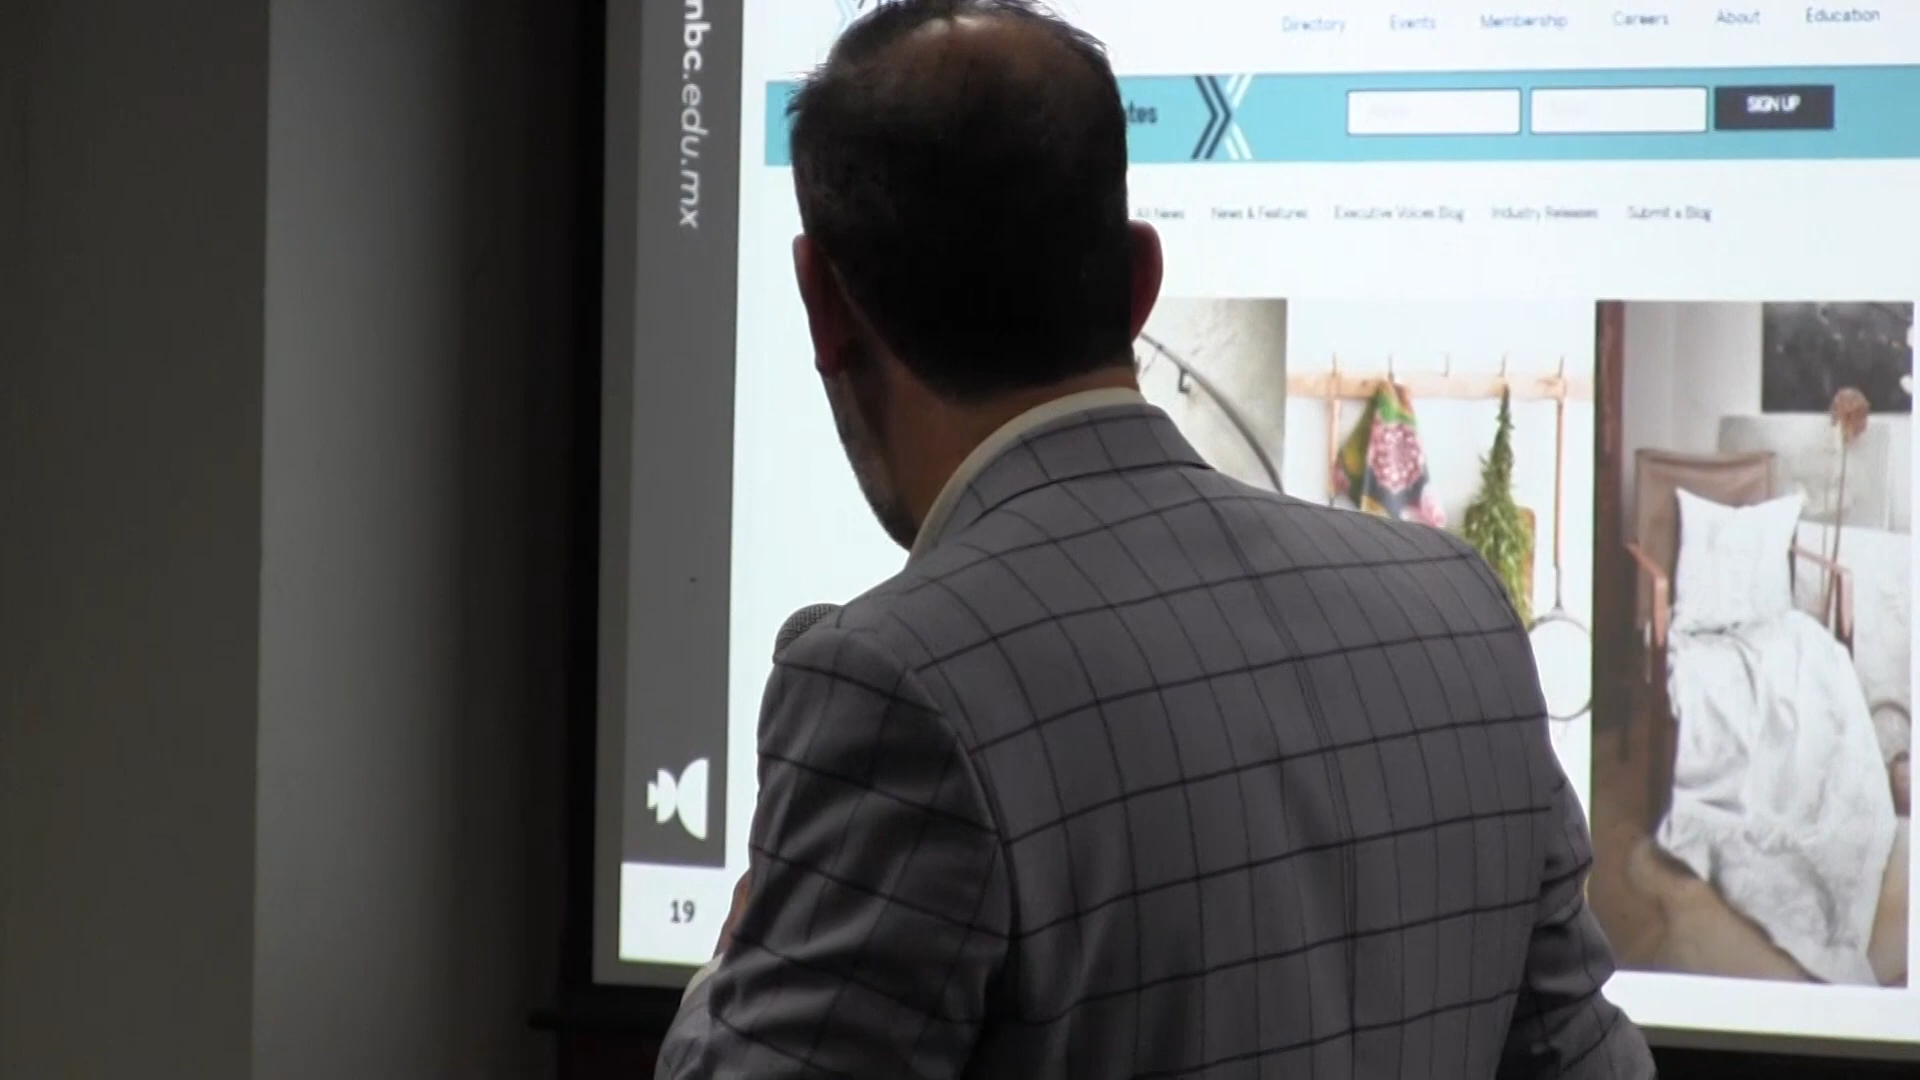 nbc.edu.mx
Directory Events Membership Careers About Education
ates SIGN UP
All News News & Features Executive Voices Blog Industry Releases Submit a Blog
19